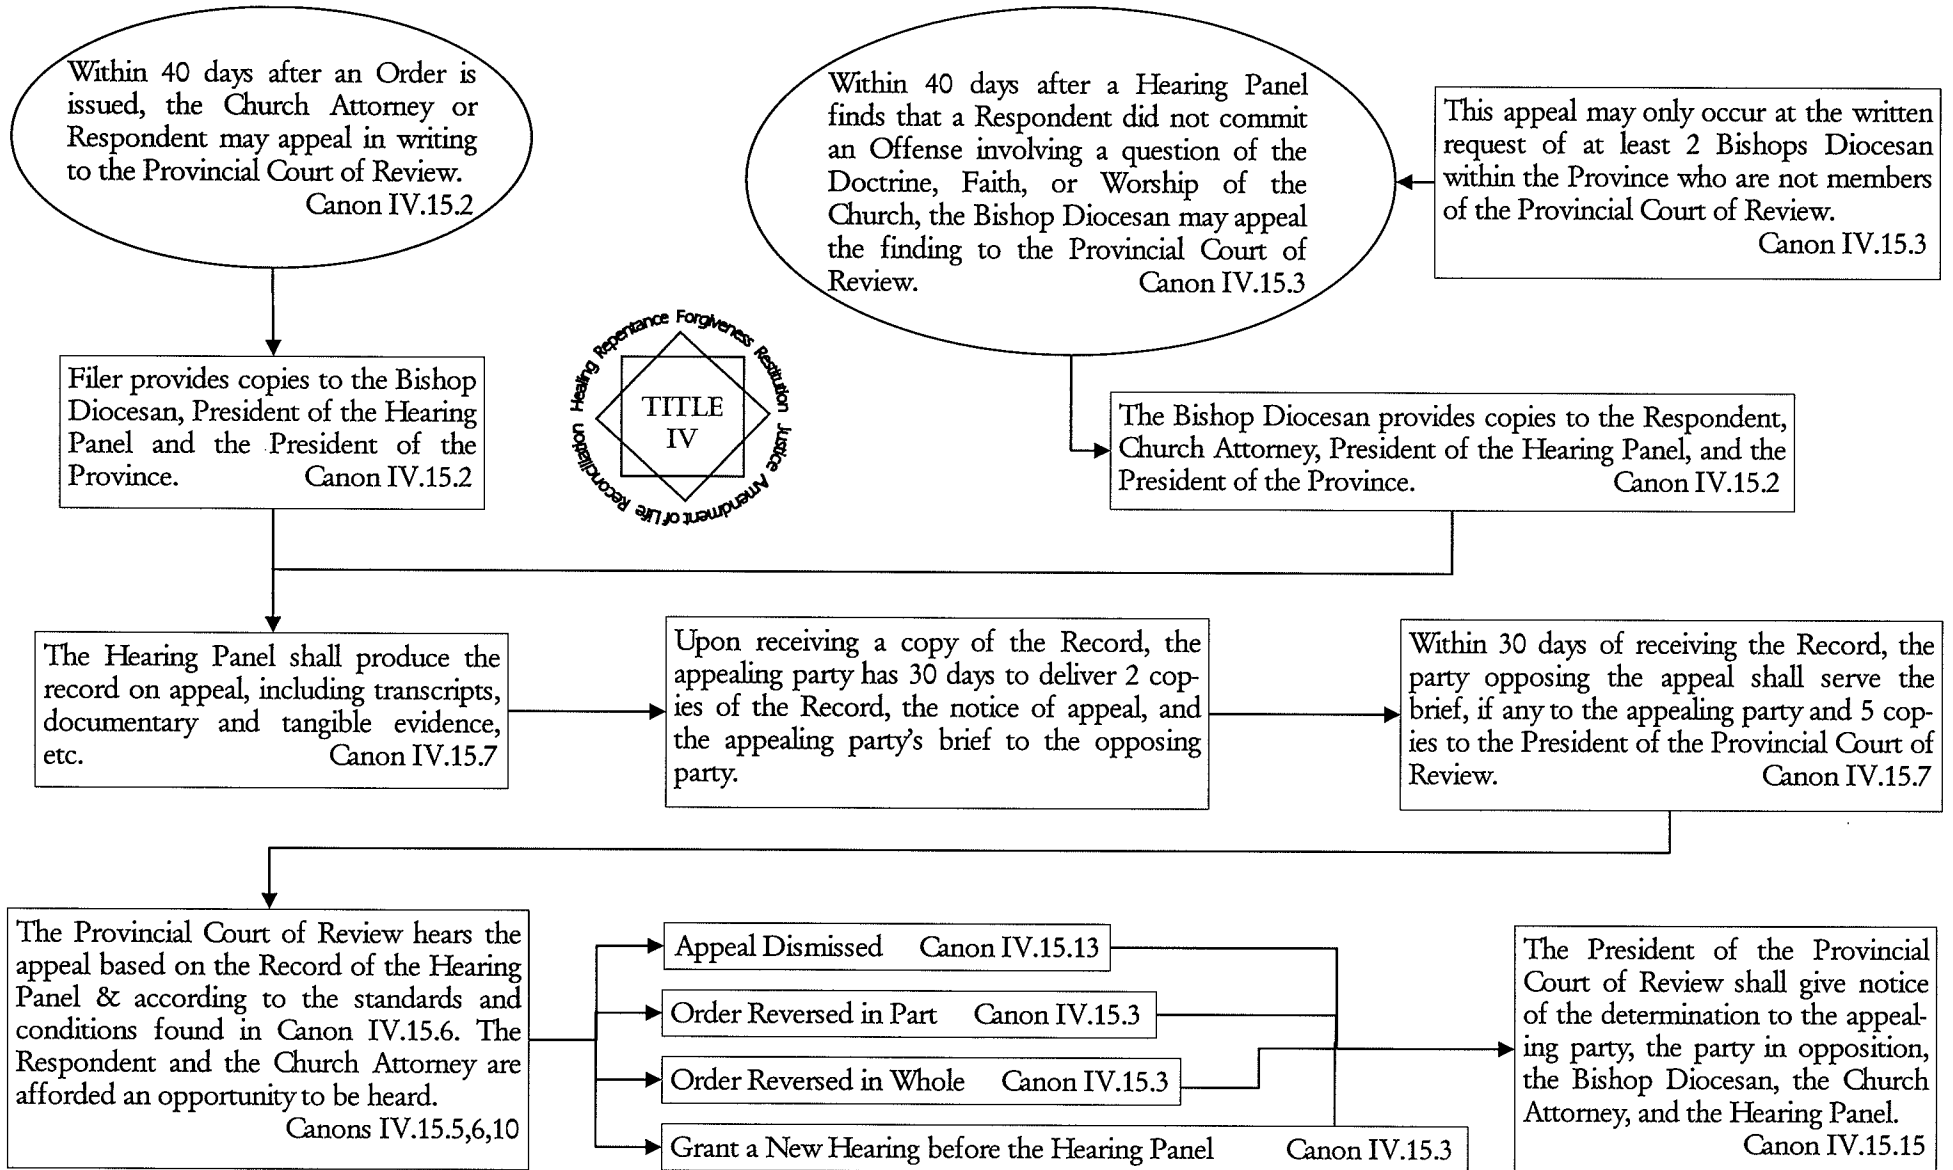 Within 40 days after an Order is
issued, the Church Attorney or
Respondent may appeal in writing
to the Provincial Court of Review.
Canon IV.15.2
Within 40 days after a Hearing Panel
finds that a Respondent did not commit
an Offense involving a question of the
Doctrine, Faith, or Worship of the
Church, the Bishop Diocesan may appeal
the finding to the Provincial Court of
Review. Canon IV.15.3
This appeal may only occur at the written
request of at least 2 Bishops Diocesan
within the Province who are not members
of the Provincial Court of Review.
Canon IV.15.3
Filer provides copies to the Bishop
Diocesan, President of the Hearing
Panel and the President of the
Province. Canon IV.15.2
Healing Repentance Forgiveness Restitution Justice Amendment of Life Reconciliation
TITLE
IV
The Bishop Diocesan provides copies to the Respondent,
Church Attorney, President of the Hearing Panel, and the
President of the Province. Canon IV.15.2
The Hearing Panel shall produce the
record on appeal, including transcripts,
documentary and tangible evidence,
etc. Canon IV.15.7
Upon receiving a copy of the Record, the
appealing party has 30 days to deliver 2 cop-
ies of the Record, the notice of appeal, and
the appealing party's brief to the opposing
party.
Within 30 days of receiving the Record, the
party opposing the appeal shall serve the
brief, if any to the appealing party and 5 cop-
ies to the President of the Provincial Court of
Review. Canon IV.15.7
The Provincial Court of Review hears the
appeal based on the Record of the Hearing
Panel & according to the standards and
conditions found in Canon IV.15.6. The
Respondent and the Church Attorney are
afforded an opportunity to be heard.
Canons IV.15.5,6,10
Appeal Dismissed Canon IV.15.13
Order Reversed in Part Canon IV.15.3
Order Reversed in Whole Canon IV.15.3
Grant a New Hearing before the Hearing Panel Canon IV.15.3
The President of the Provincial
Court of Review shall give notice
of the determination to the appeal-
ing party, the party in opposition,
the Bishop Diocesan, the Church
Attorney, and the Hearing Panel.
Canon IV.15.15